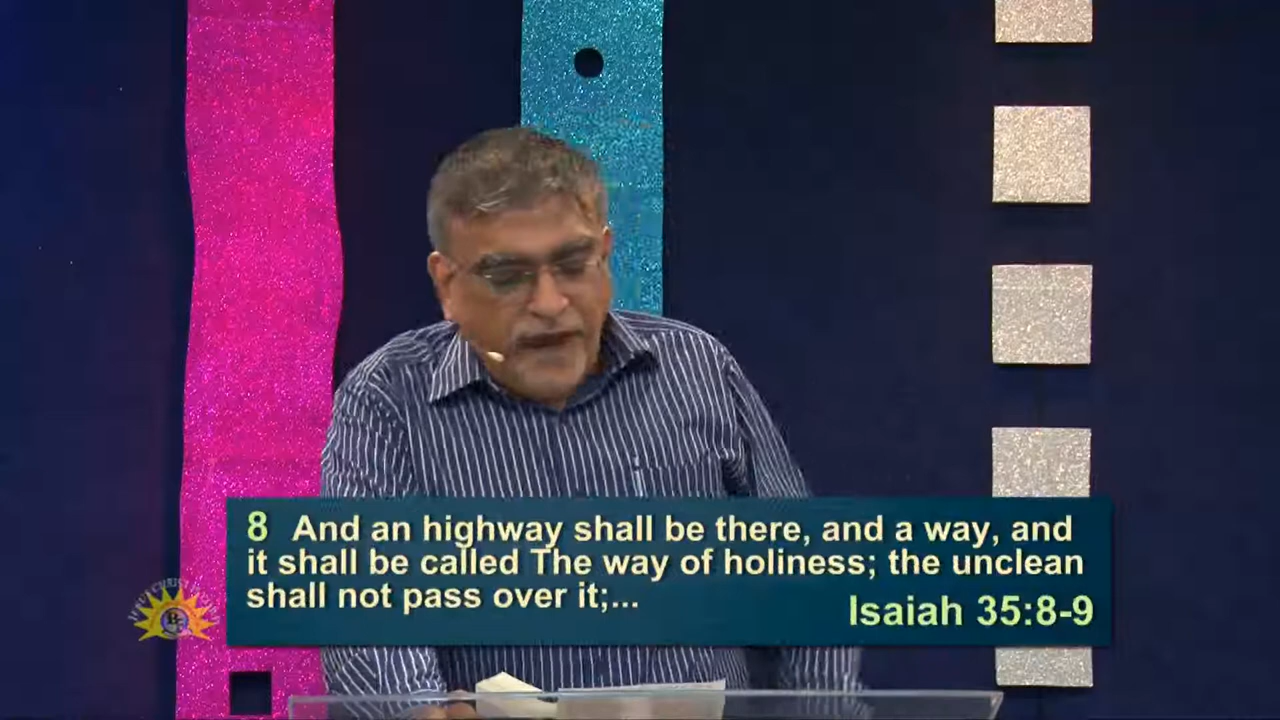 8 And an highway shall be there, and a way, and
it shall be called The way of holiness; the unclean
shall not pass over it;...
Isaiah 35:8-9